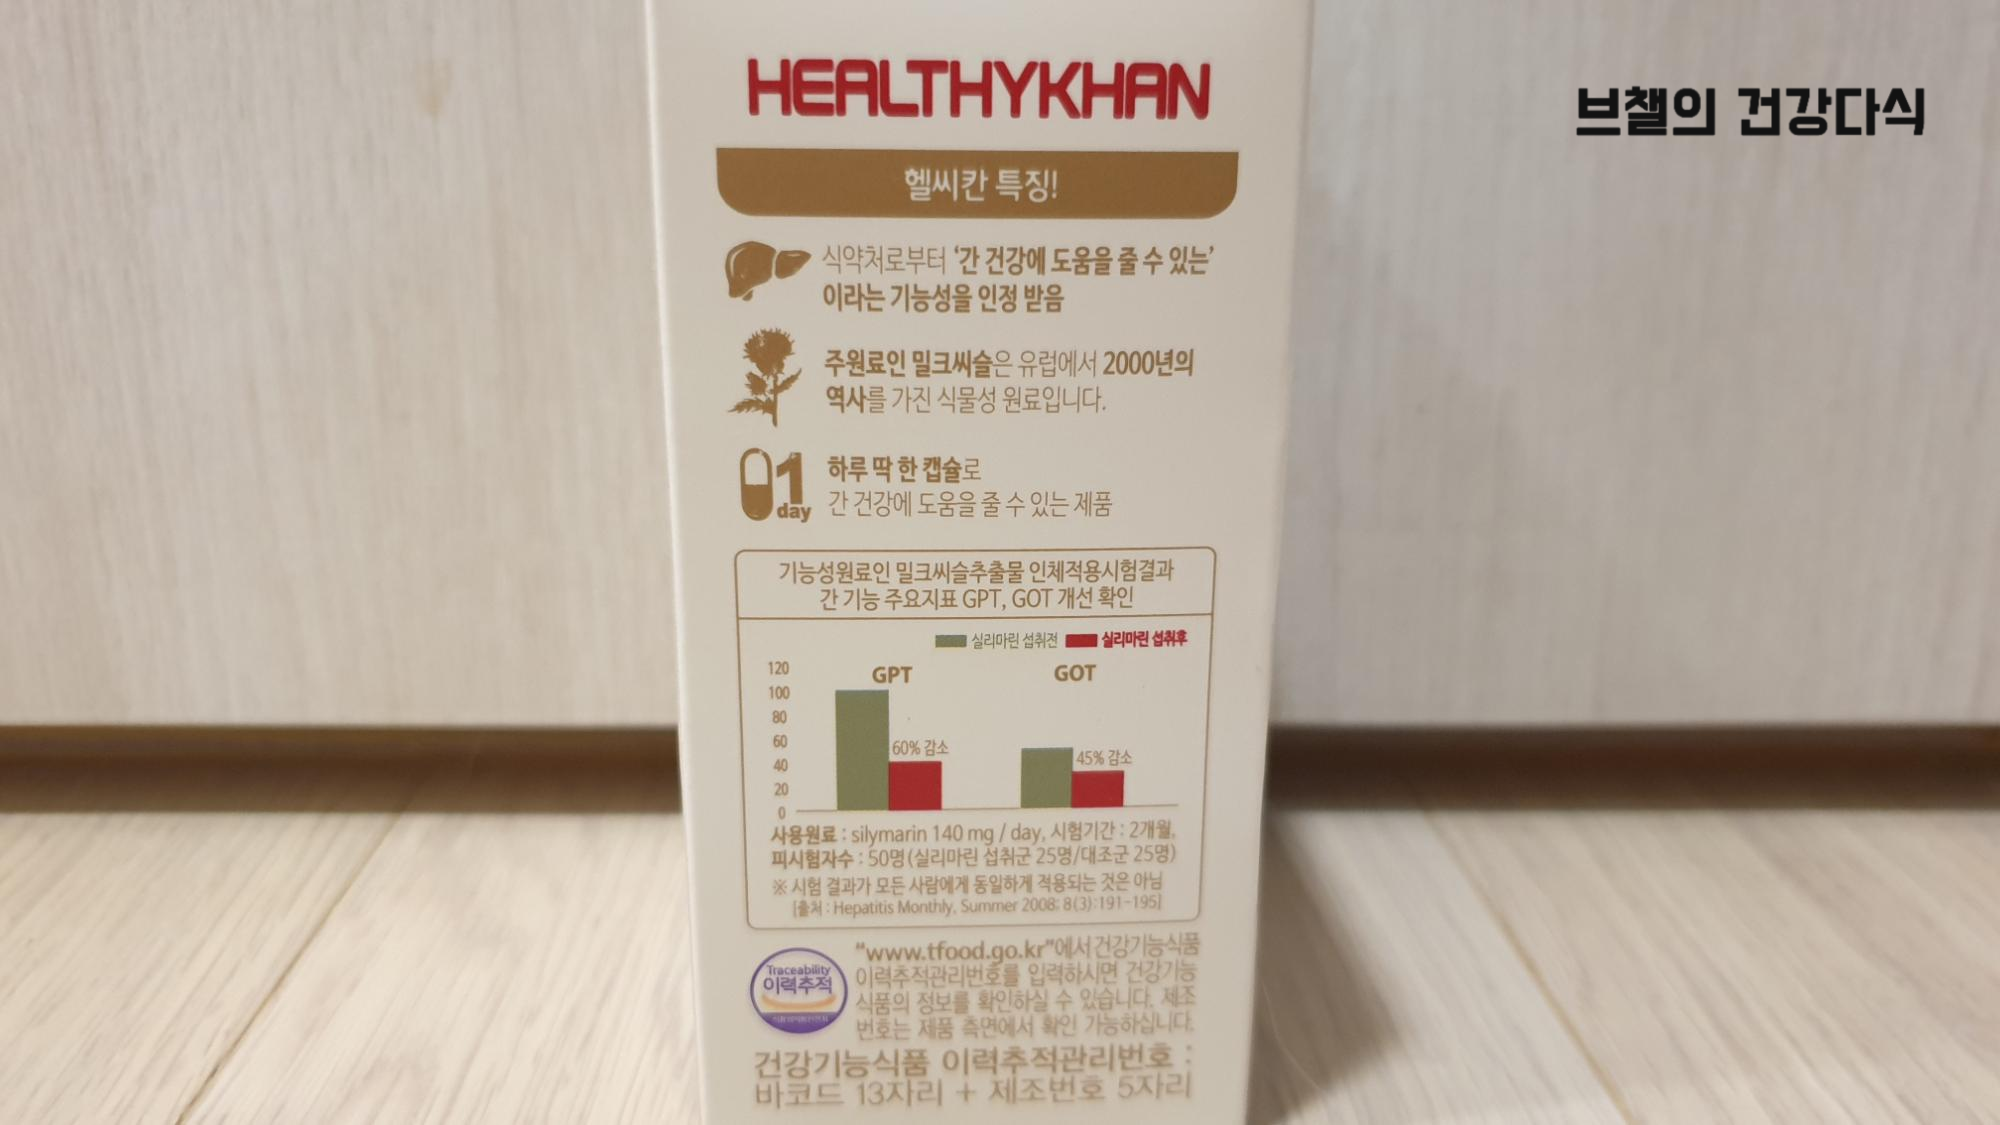 브챌의 건강다식
HEALTHYKHAN
헬씨칸 특징!
식약처로부터 ‘간 건강에 도움을 줄 수 있는’
이라는 기능성을 인정 받음
주원료인 밀크씨슬은 유럽에서 2000년의
역사를 가진 식물성 원료입니다.
1
day
하루 딱 한 캡슐로
간 건강에 도움을 줄 수 있는 제품
기능성원료인 밀크씨슬추출물 인체적용시험결과
간 기능 주요지표 GPT, GOT 개선 확인
실리마린 섭취전 실리마린 섭취후
GPT GOT
120
100
80
60
40
20
0
60% 감소
45% 감소
사용원료 : silymarin 140 mg / day, 시험기간 : 2개월,
피시험자수 : 50명(실리마린 섭취군 25명/대조군 25명)
※ 시험 결과가 모든 사람에게 동일하게 적용되는 것은 아님
[출처 : Hepatitis Monthly, Summer 2008; 8(3):191-195]
Traceability
이력추적
“www.tfood.go.kr”에서 건강기능식품
이력추적관리번호를 입력하시면 건강기능
식품의 정보를 확인하실 수 있습니다. 제조
번호는 제품 측면에서 확인 가능하십니다.
건강기능식품 이력추적관리번호 :
바코드 13자리 + 제조번호 5자리